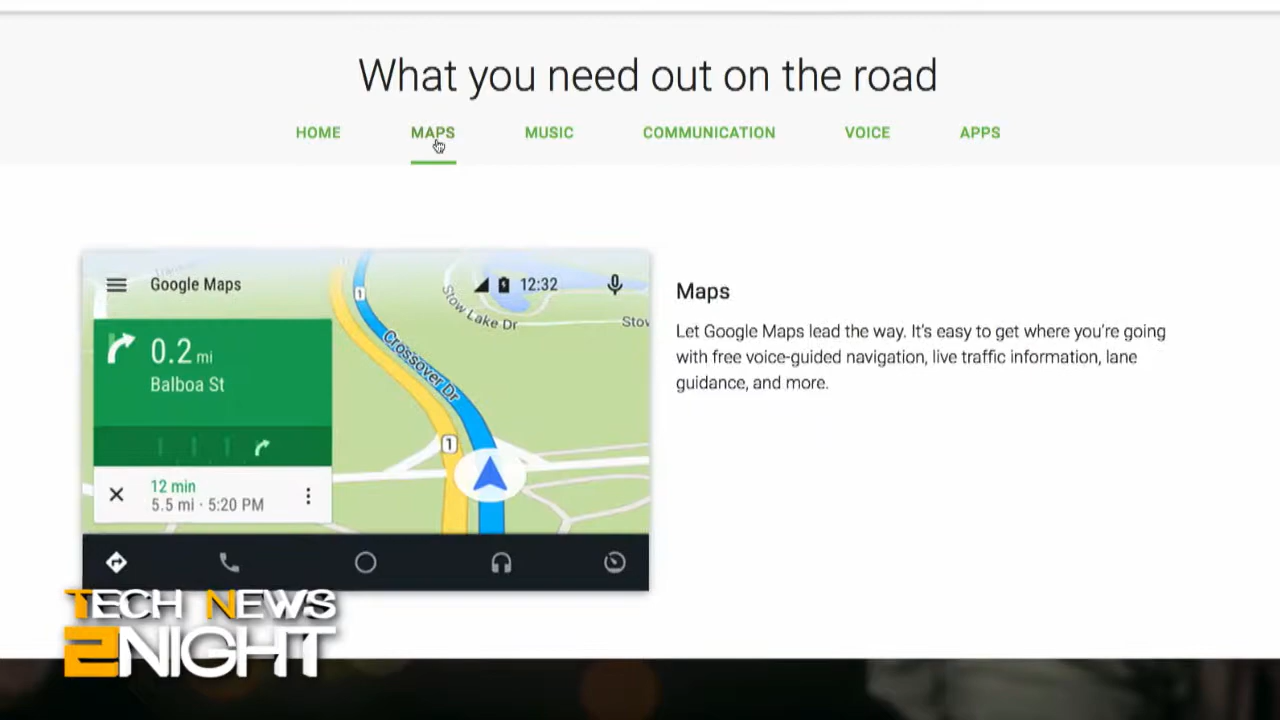 What you need out on the road
HOME MAPS MUSIC COMMUNICATION VOICE APPS
Google Maps
12:32
1
Stow Lake Dr
Stov
0.2 mi
Balboa St
Crossover Dr
1
12 min
5.5 mi · 5:20 PM
Maps
Let Google Maps lead the way. It's easy to get where you're going
with free voice-guided navigation, live traffic information, lane
guidance, and more.
TECH NEWS
2NIGHT